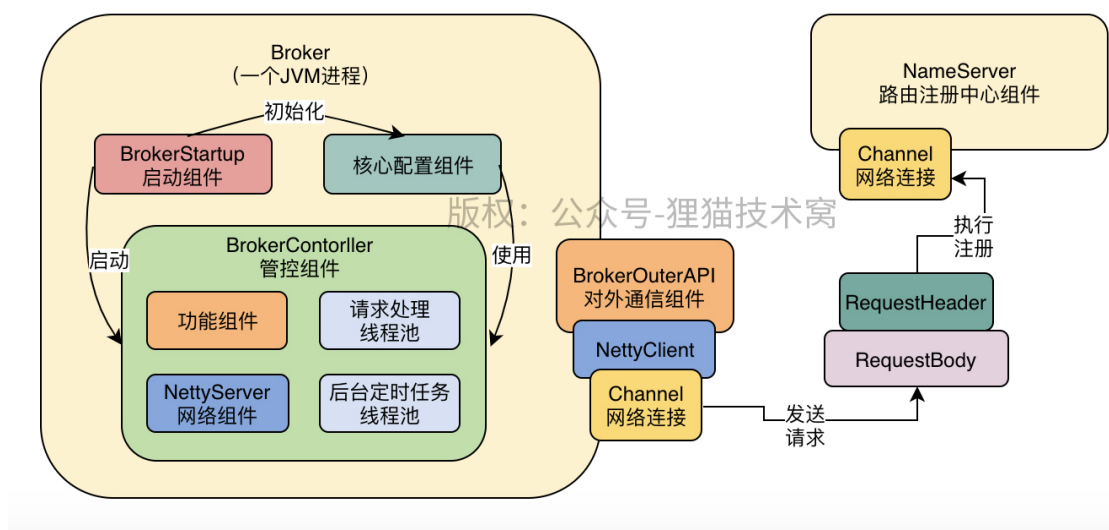 Broker
（一个JVM进程）
初始化
BrokerStartup
启动组件
核心配置组件
启动
使用
BrokerContorller
管控组件
功能组件
请求处理
线程池
NettyServer
网络组件
后台定时任务
线程池
版权：公众号-狸猫技术窝
BrokerOuterAPI
对外通信组件
NettyClient
Channel
网络连接
发送
请求
NameServer
路由注册中心组件
Channel
网络连接
执行
注册
RequestHeader
RequestBody